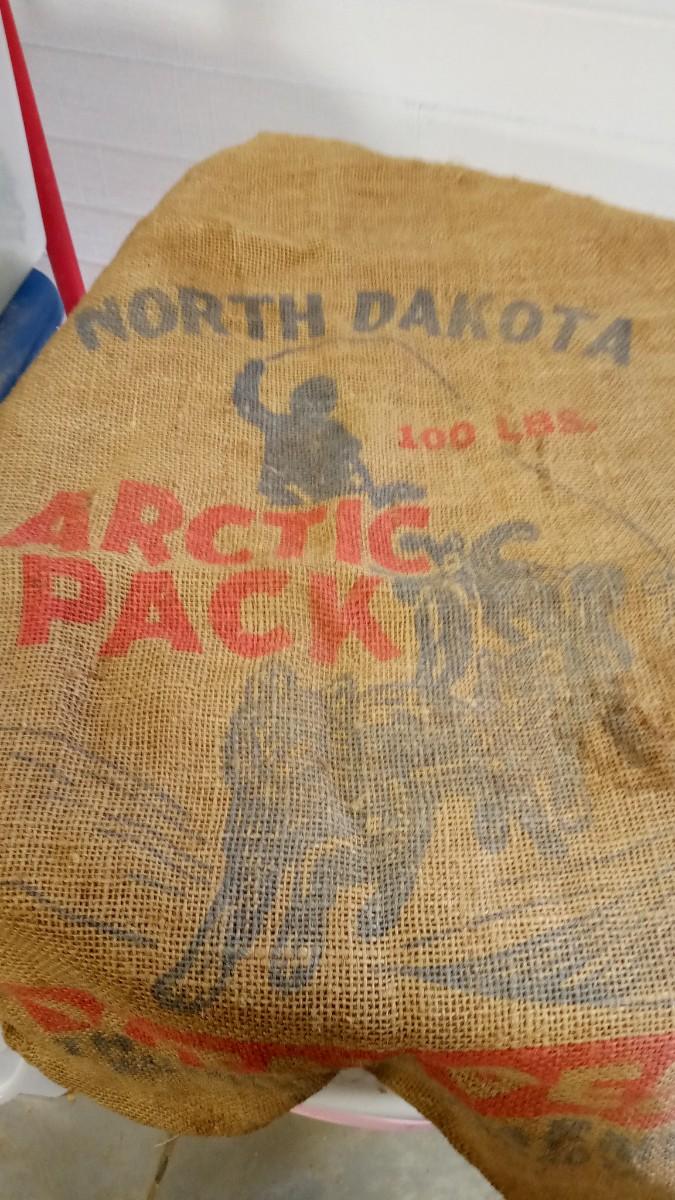 NORTH DAKOTA
100 LBS.
ARCTIC
PACK